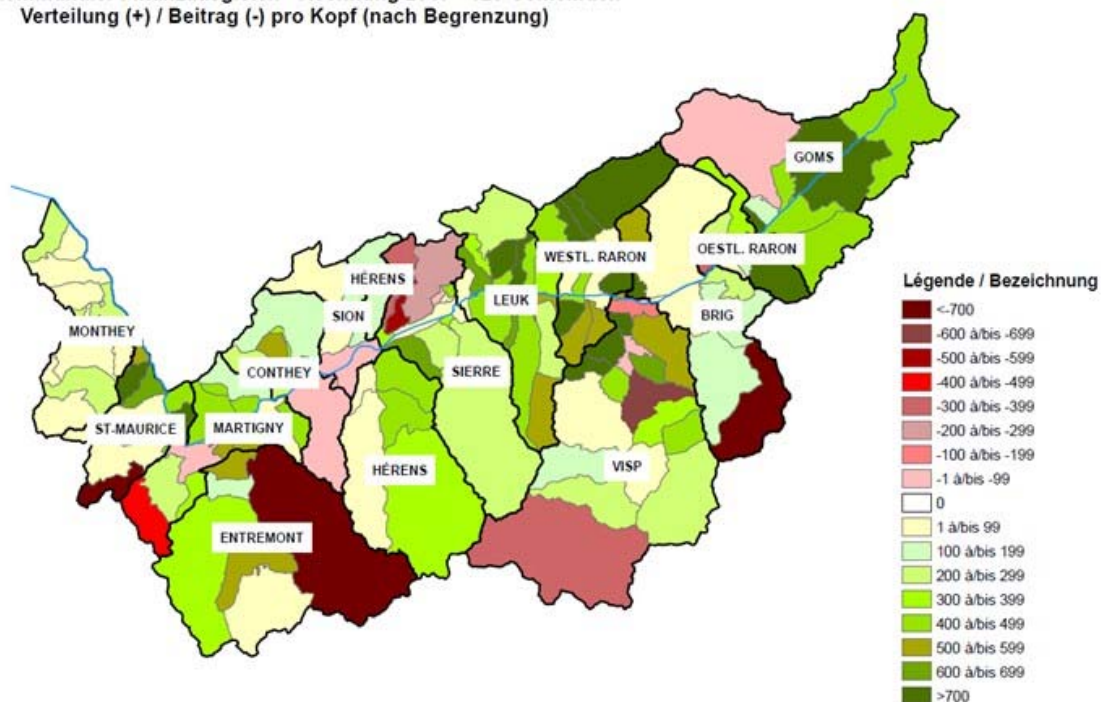 Verteilung (+) / Beitrag (-) pro Kopf (nach Begrenzung)
GOMS
WESTL. RARON
OESTL. RARON
HÉRENS
LEUK
SION
BRIG
MONTHEY
CONTHEY
SIERRE
ST-MAURICE
MARTIGNY
HÉRENS
VISP
ENTREMONT
Légende / Bezeichnung
<-700
-600 à/bis -699
-500 à/bis -599
-400 à/bis -499
-300 à/bis -399
-200 à/bis -299
-100 à/bis -199
-1 à/bis -99
0
1 à/bis 99
100 à/bis 199
200 à/bis 299
300 à/bis 399
400 à/bis 499
500 à/bis 599
600 à/bis 699
>700